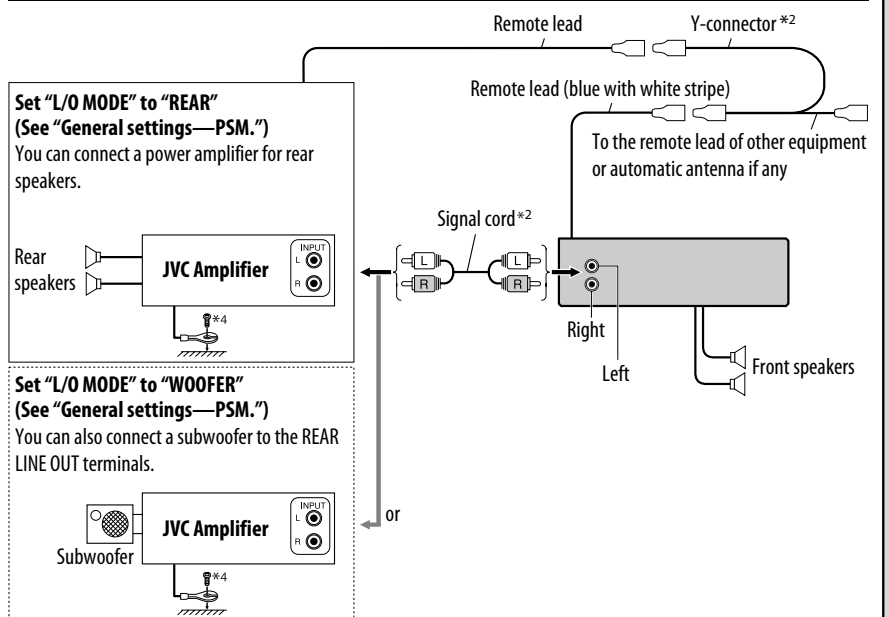 Remote lead
Y-connector *2
Remote lead (blue with white stripe)
To the remote lead of other equipment
or automatic antenna if any
Set “L/O MODE” to “REAR”
(See “General settings—PSM.”)
You can connect a power amplifier for rear
speakers.
Rear
speakers
JVC Amplifier
INPUT
L
R
*4
Signal cord*2
L
R
L
R
Right
Left
Front speakers
Set “L/O MODE” to “WOOFER”
(See “General settings—PSM.”)
You can also connect a subwoofer to the REAR
LINE OUT terminals.
Subwoofer
JVC Amplifier
INPUT
L
R
*4
or